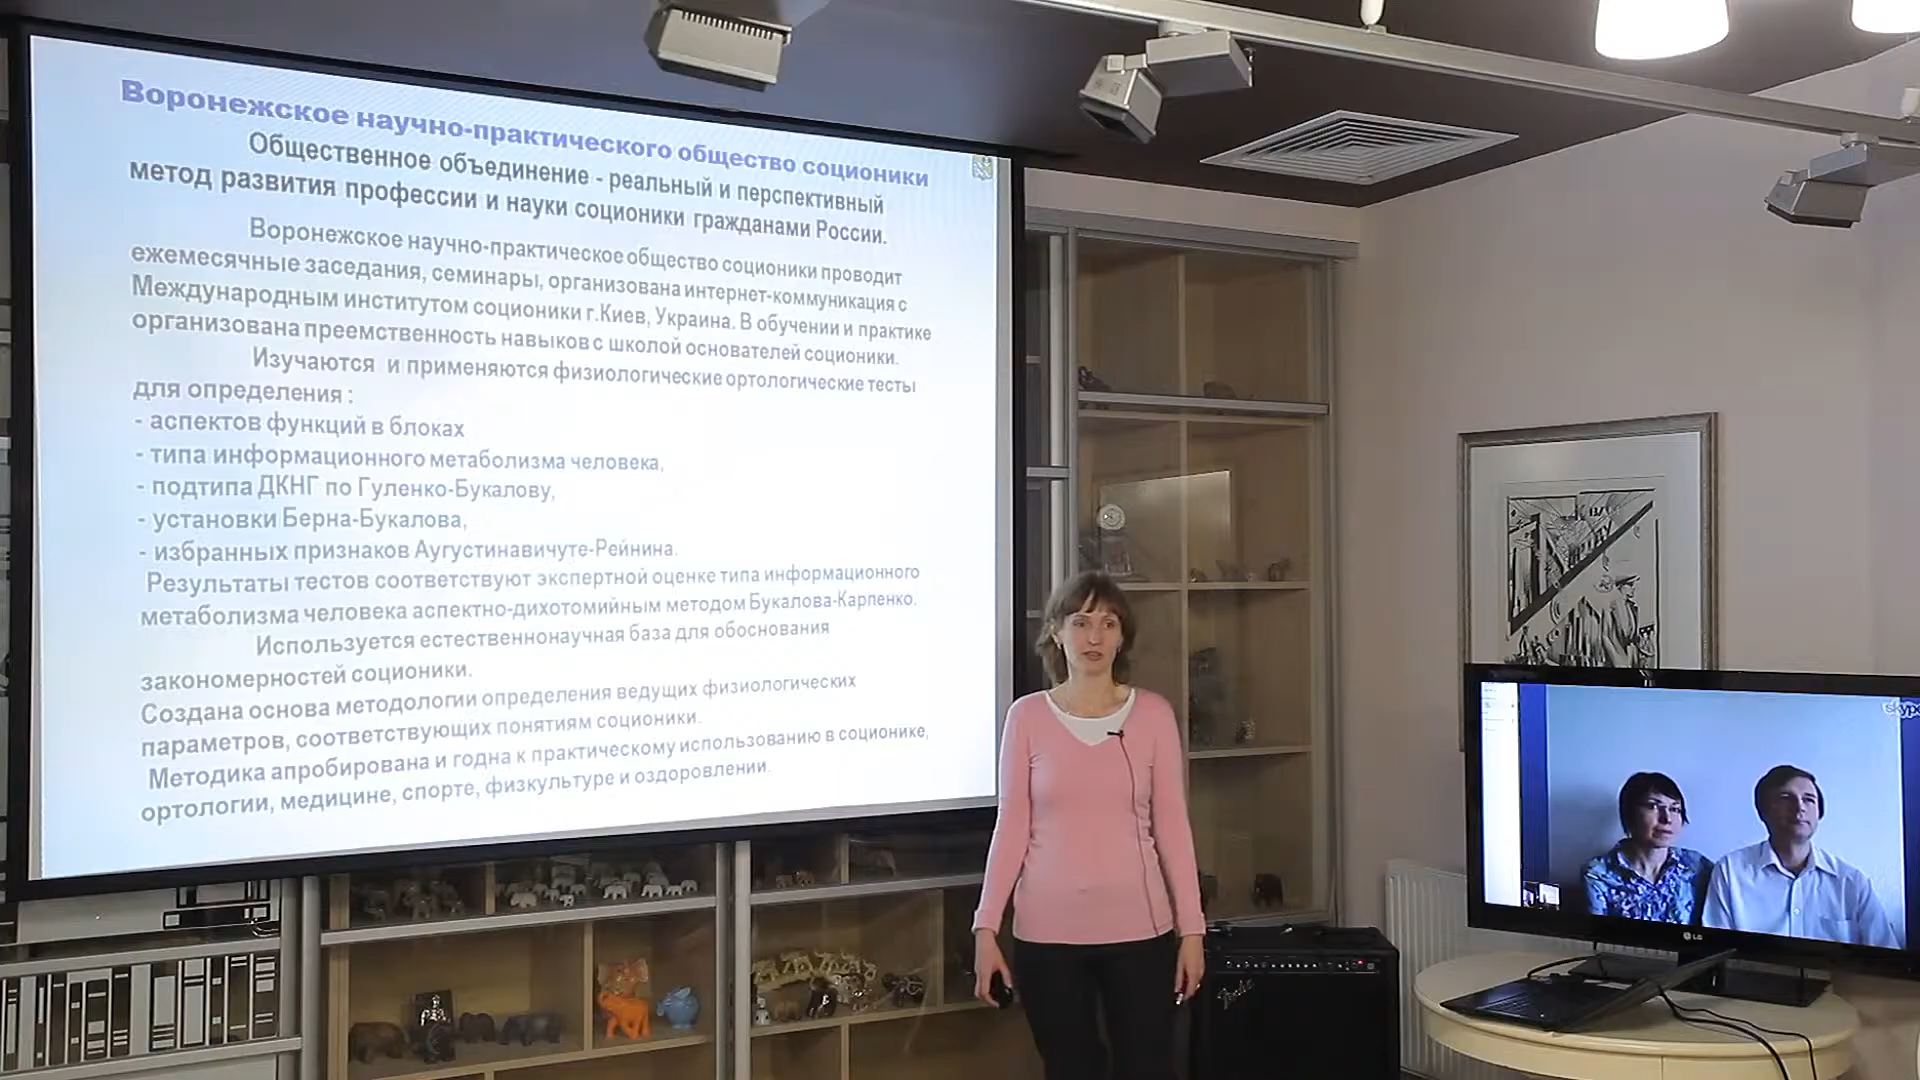 Воронежское научно-практического общество соционики
Общественное объединение - реальный и перспективный
метод развития профессии и науки соционики гражданами России.
Воронежское научно-практическое общество соционики проводит
ежемесячные заседания, семинары, организована интернет-коммуникация с
Международным институтом соционики г.Киев, Украина. В обучении и практике
организована преемственность навыков с школой основателей соционики.
Изучаются и применяются физиологические ортологические тесты
для определения :
- аспектов функций в блоках
- типа информационного метаболизма человека,
- подтипа ДКНГ по Гуленко-Букалову,
- установки Берна-Букалова,
- избранных признаков Аугустинавичуте-Рейнина.
Результаты тестов соответствуют экспертной оценке типа информационного
метаболизма человека аспектно-дихотомийным методом Букалова-Карпенко.
Используется естественнонаучная база для обоснования
закономерностей соционики.
Создана основа методологии определения ведущих физиологических
параметров, соответствующих понятиям соционики.
Методика апробирована и годна к практическому использованию в соционике,
ортологии, медицине, спорте, физкультуре и оздоровлении.
skype
LG
Fender